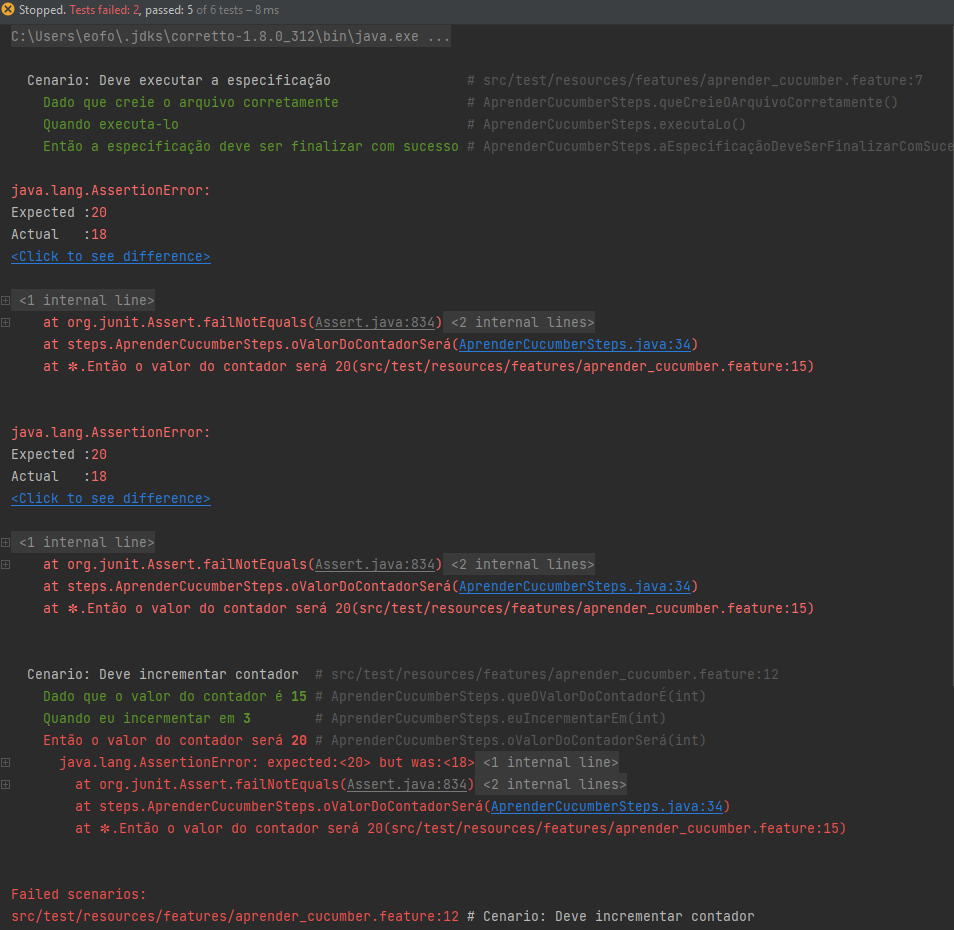 Stopped. Tests failed: 2, passed: 5 of 6 tests – 8 ms
C:\Users\eofo\.jdks\corretto-1.8.0_312\bin\java.exe ...
Cenario: Deve executar a especificação # src/test/resources/features/aprender_cucumber.feature:7
Dado que creie o arquivo corretamente # AprenderCucumberSteps.queCreieOArquivoCorretamente()
Quando executa-lo # AprenderCucumberSteps.executaLo()
Então a especificação deve ser finalizar com sucesso # AprenderCucumberSteps.aEspecificaçãoDeveSerFinalizarComSuce
java.lang.AssertionError:
Expected :20
Actual   :18
<Click to see difference>
<1 internal line>
at org.junit.Assert.failNotEquals(Assert.java:834) <2 internal lines>
at steps.AprenderCucumberSteps.oValorDoContadorSerá(AprenderCucumberSteps.java:34)
at ✽.Então o valor do contador será 20(src/test/resources/features/aprender_cucumber.feature:15)
java.lang.AssertionError:
Expected :20
Actual   :18
<Click to see difference>
<1 internal line>
at org.junit.Assert.failNotEquals(Assert.java:834) <2 internal lines>
at steps.AprenderCucumberSteps.oValorDoContadorSerá(AprenderCucumberSteps.java:34)
at ✽.Então o valor do contador será 20(src/test/resources/features/aprender_cucumber.feature:15)
Cenario: Deve incrementar contador # src/test/resources/features/aprender_cucumber.feature:12
Dado que o valor do contador é 15 # AprenderCucumberSteps.queOValorDoContadorÉ(int)
Quando eu incermentar em 3 # AprenderCucumberSteps.euIncermentarEm(int)
Então o valor do contador será 20 # AprenderCucumberSteps.oValorDoContadorSerá(int)
java.lang.AssertionError: expected:<20> but was:<18> <1 internal line>
at org.junit.Assert.failNotEquals(Assert.java:834) <2 internal lines>
at steps.AprenderCucumberSteps.oValorDoContadorSerá(AprenderCucumberSteps.java:34)
at ✽.Então o valor do contador será 20(src/test/resources/features/aprender_cucumber.feature:15)
Failed scenarios:
src/test/resources/features/aprender_cucumber.feature:12 # Cenario: Deve incrementar contador